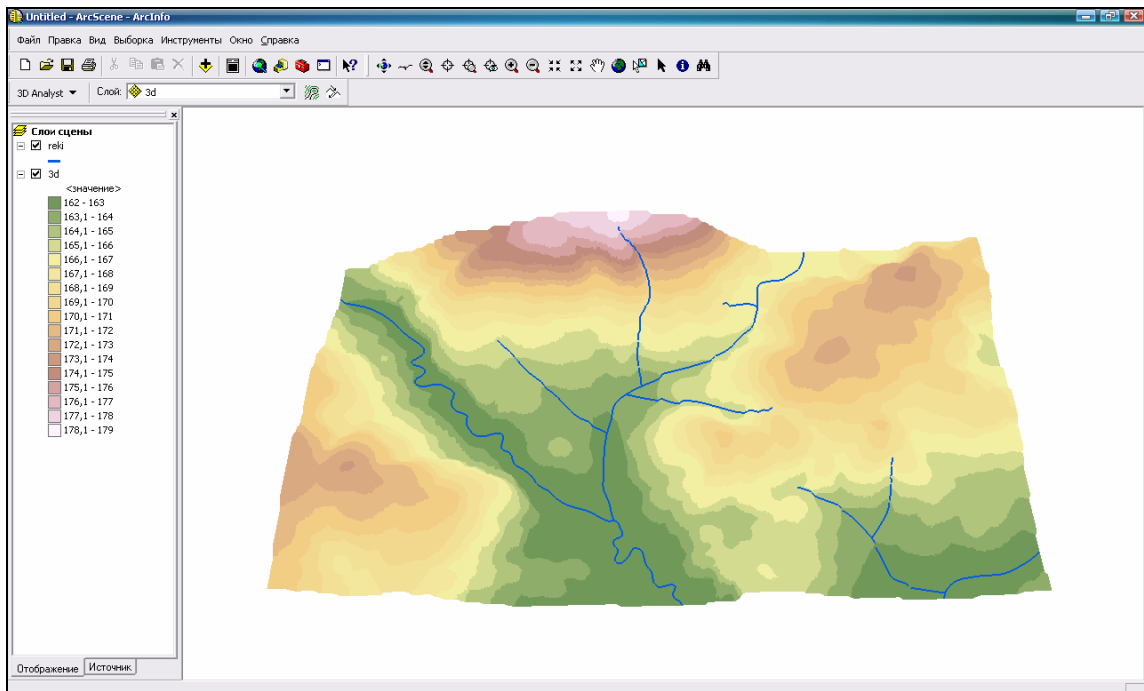 Untitled - ArcScene - ArcInfo
Файл Правка Вид Выборка Инструменты Окно Справка
3D Analyst Слой: 3d
Слои сцены
reki
3d
<значение>
162 - 163
163,1 - 164
164,1 - 165
165,1 - 166
166,1 - 167
167,1 - 168
168,1 - 169
169,1 - 170
170,1 - 171
171,1 - 172
172,1 - 173
173,1 - 174
174,1 - 175
175,1 - 176
176,1 - 177
177,1 - 178
178,1 - 179
Отображение Источник